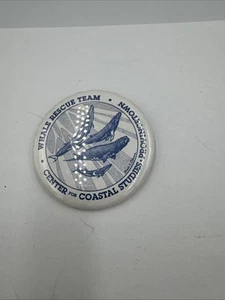 WHALE RESCUE TEAM • PROVINCETOWN •
CENTER FOR COASTAL STUDIES •